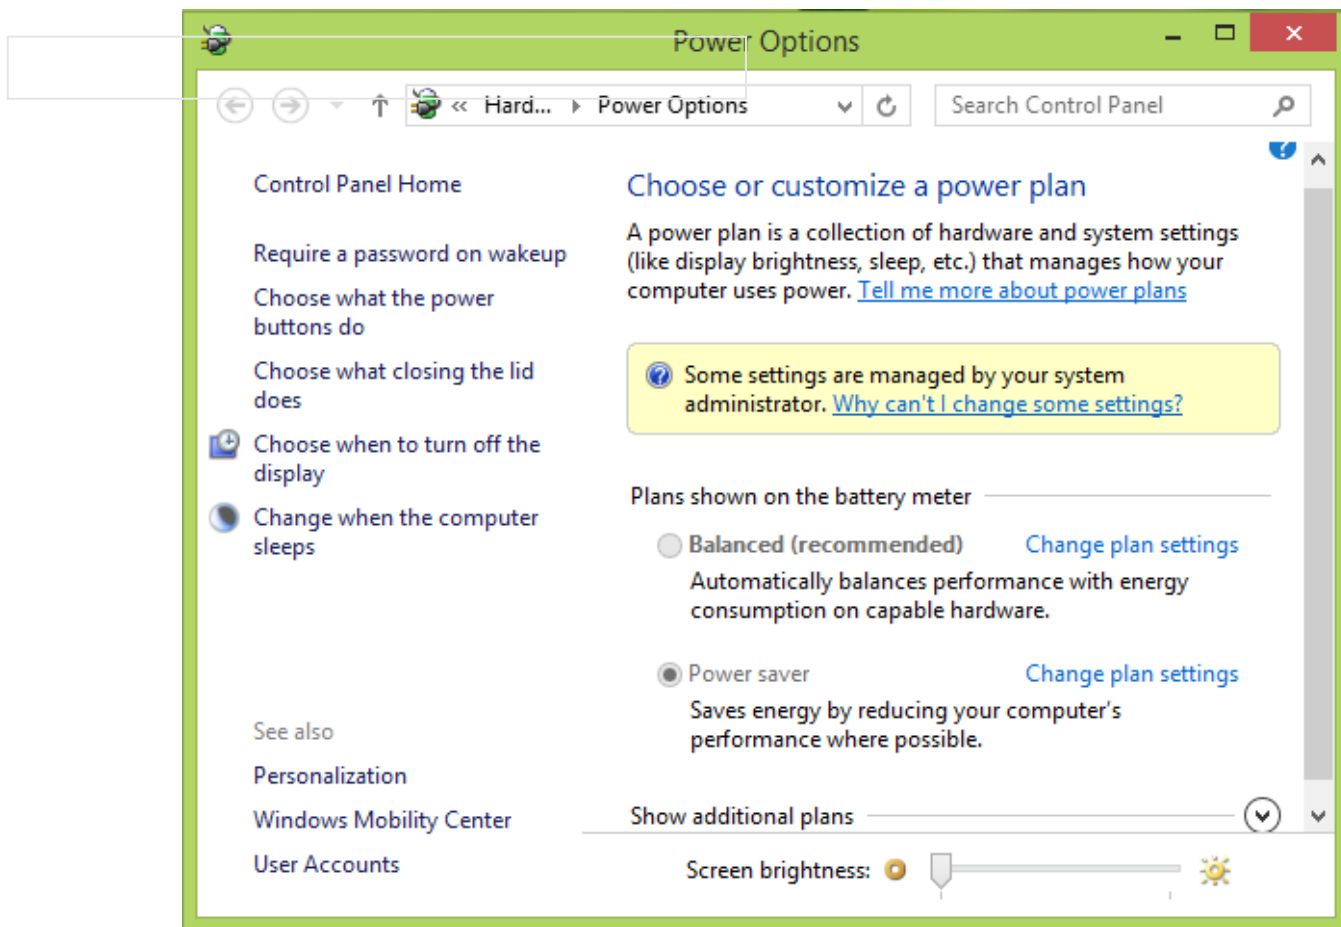 Power Options
« Hard... Power Options
Search Control Panel
Control Panel Home
Require a password on wakeup
Choose what the power
buttons do
Choose what closing the lid
does
Choose when to turn off the
display
Change when the computer
sleeps
See also
Personalization
Windows Mobility Center
User Accounts
Choose or customize a power plan
A power plan is a collection of hardware and system settings
(like display brightness, sleep, etc.) that manages how your
computer uses power. Tell me more about power plans
Some settings are managed by your system
administrator. Why can't I change some settings?
Plans shown on the battery meter
Balanced (recommended) Change plan settings
Automatically balances performance with energy
consumption on capable hardware.
Power saver Change plan settings
Saves energy by reducing your computer's
performance where possible.
Show additional plans
Screen brightness: